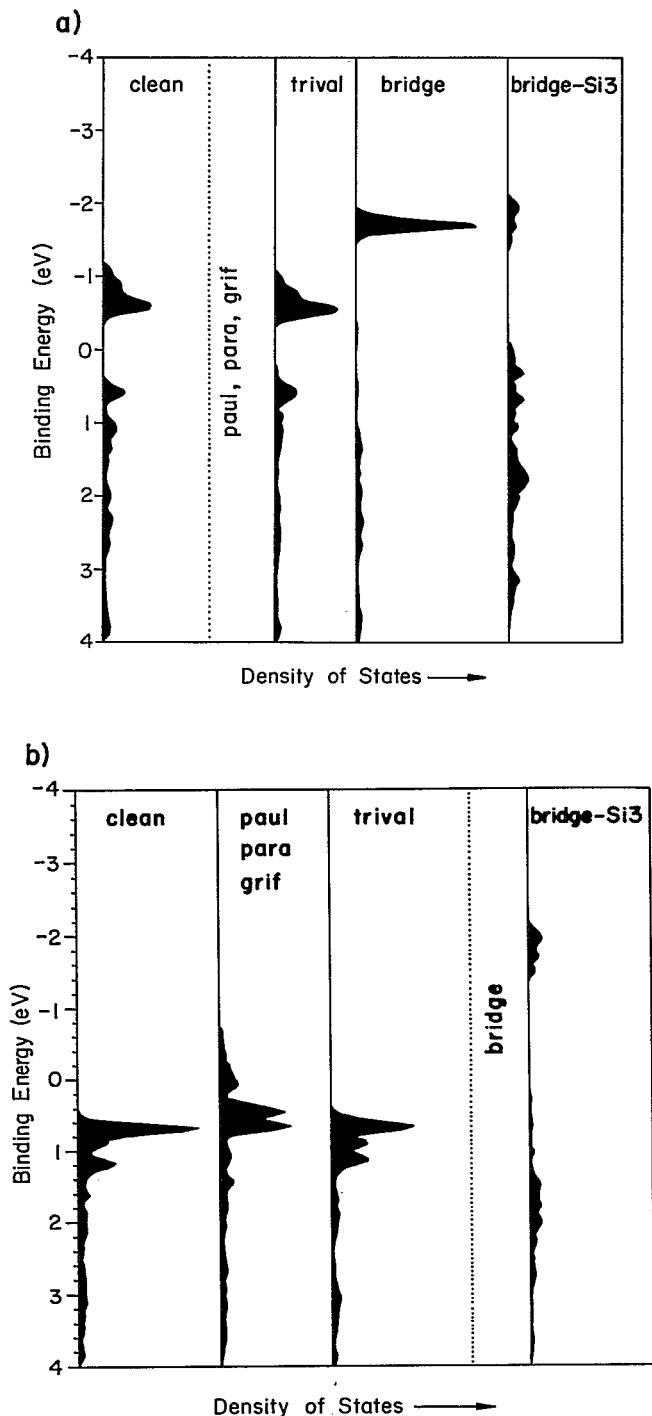 a)
clean
trival
bridge
bridge-Si3
paul, para, grif
Binding Energy (eV)
-4
-3
-2
-1
0
1
2
3
4
Density of States
b)
clean
paul
para
grif
trival
bridge
bridge-Si3
Binding Energy (eV)
-4
-3
-2
-1
0
1
2
3
4
Density of States